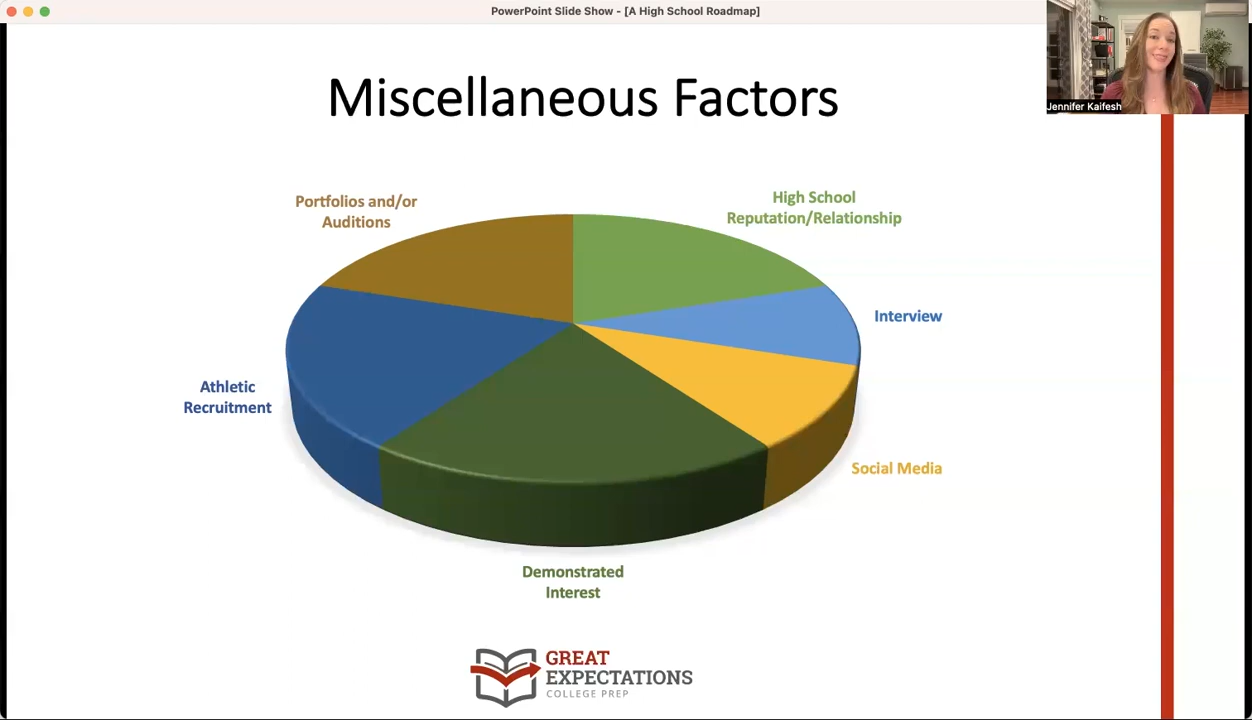 PowerPoint Slide Show - [A High School Roadmap]
Jennifer Kaifesh
Miscellaneous Factors
Portfolios and/or
Auditions
High School
Reputation/Relationship
Interview
Athletic
Recruitment
Social Media
Demonstrated
Interest
GREAT
EXPECTATIONS
COLLEGE PREP